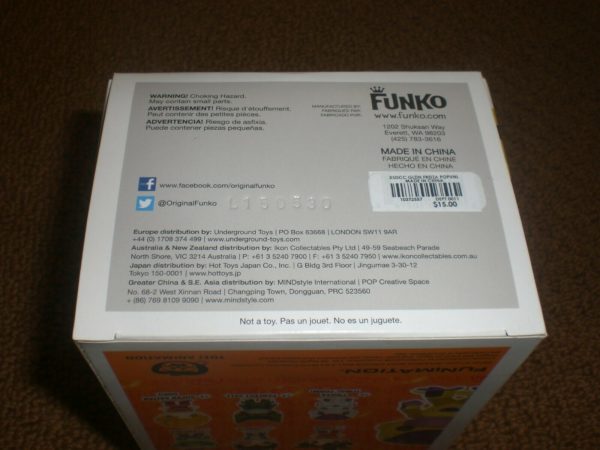 WARNING! Choking Hazard.
May contain small parts.
AVERTISSEMENT! Risque d'étouffement.
Peut contenir des petites pièces.
ADVERTENCIA! Riesgo de asfixia.
Puede contener piezas pequeñas.
MANUFACTURED BY:
FABRIQUÉ PAR:
FABRICADO POR:
FUNKO
www.funko.com
1202 Shuksan Way
Everett, WA 98203
(425) 783-3616
MADE IN CHINA
FABRIQUÉ EN CHINE
HECHO EN CHINA
MADE IN CHINA
10272557 DEPT:0011
$15.00
www.facebook.com/originalfunko
@OriginalFunko
Europe distribution by: Underground Toys | PO Box 63668 | LONDON SW11 9AR
+44 (0) 1708 374 499 | www.underground-toys.com
Australia & New Zealand distribution by: Ikon Collectables Pty Ltd | 49-59 Seabeach Parade
North Shore, VIC 3214 Australia | P: +61 3 5240 7900 | F: +61 3 5240 7950 | www.ikoncollectables.com.au
Japan distribution by: Hot Toys Japan Co., Inc. | G Bldg 3rd Floor | Jingumae 3-30-12
Tokyo 150-0001 | www.hottoys.jp
Greater China & S.E. Asia distribution by: MINDstyle International | POP Creative Space
No. 68-2 West Xinnan Road | Changping Town, Dongguan, PRC 523560
+ (86) 769 8109 9090 | www.mindstyle.com
Not a toy. Pas un jouet. No es un juguete.
FUNIMATION